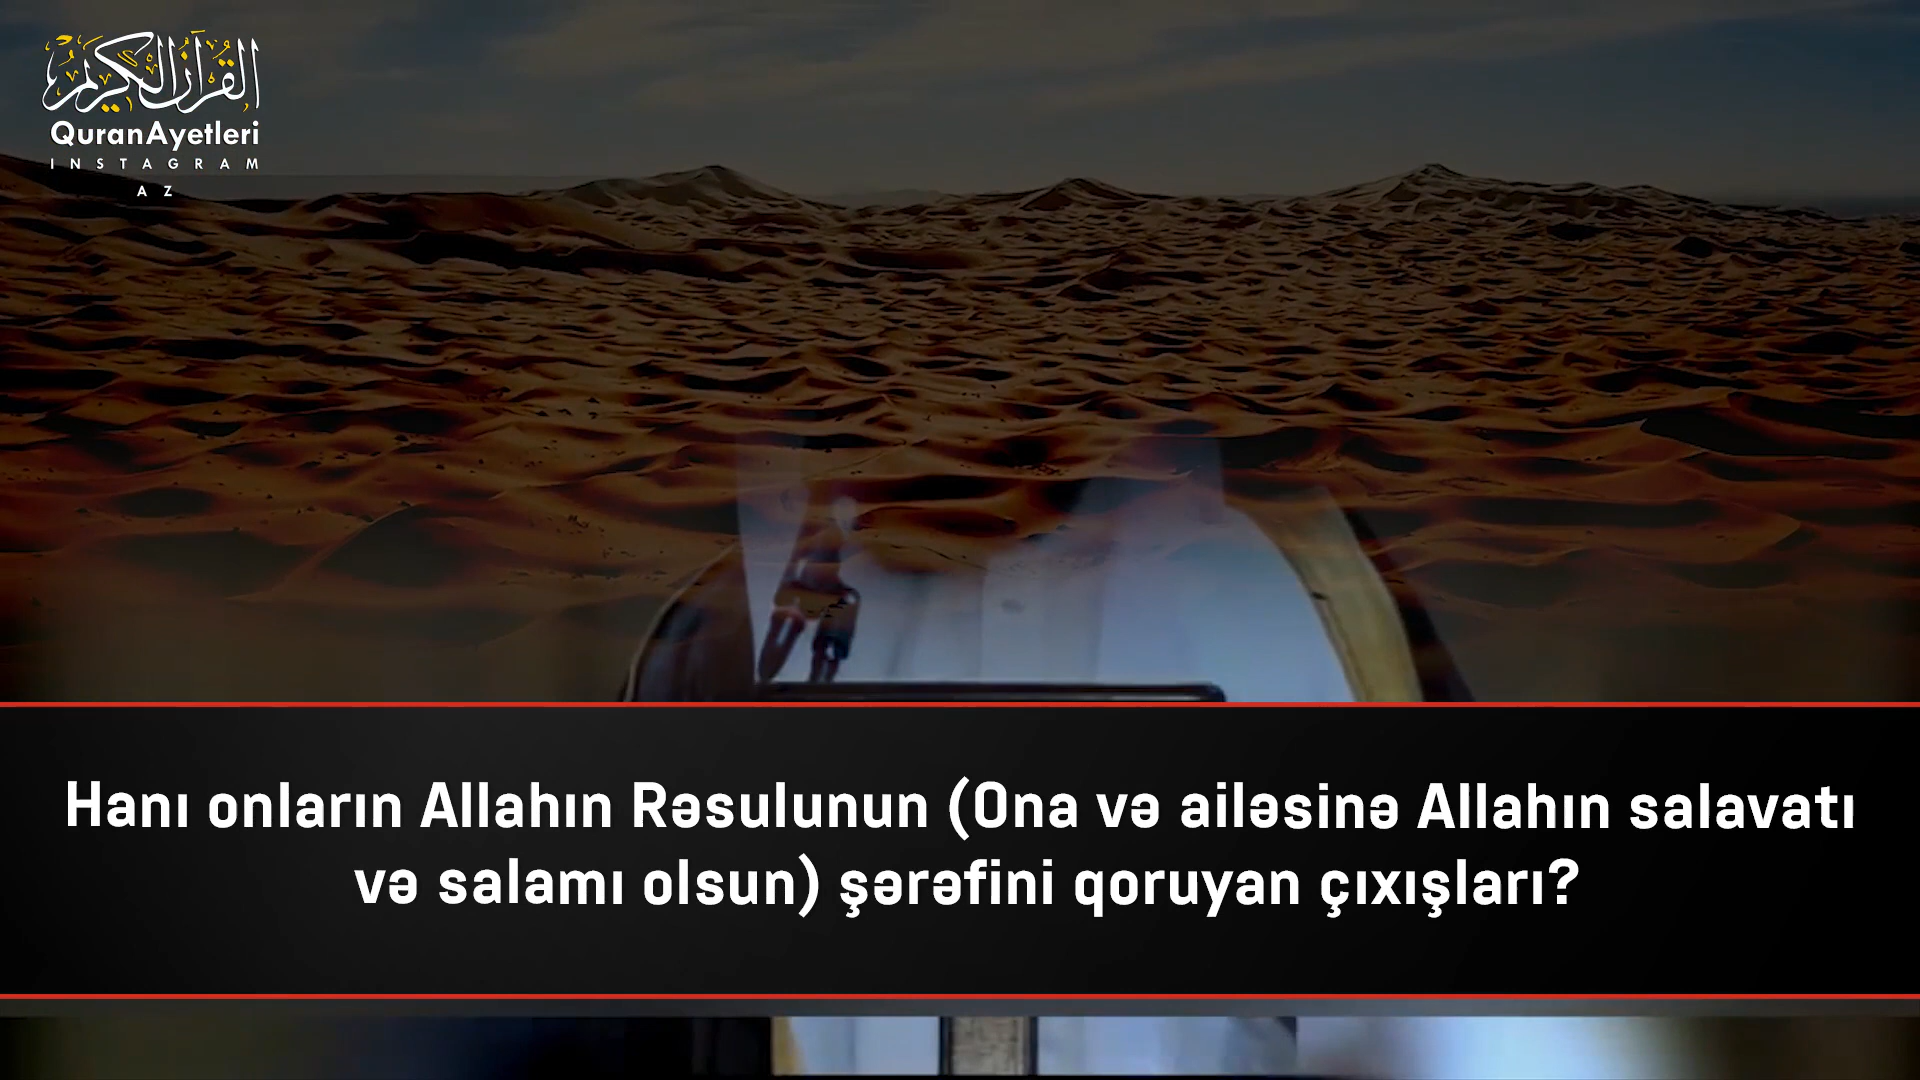 القرآن الكريم
QuranAyetleri
INSTAGRAM
AZ
Hanı onların Allahın Rəsulunun (Ona və ailəsinə Allahın salavatı
və salamı olsun) şərəfini qoruyan çıxışları?